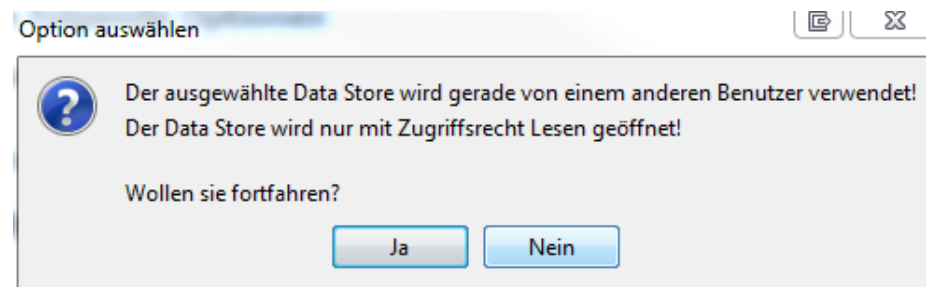 Option auswählen
Der ausgewählte Data Store wird gerade von einem anderen Benutzer verwendet!
Der Data Store wird nur mit Zugriffsrecht Lesen geöffnet!
Wollen sie fortfahren?
Ja
Nein